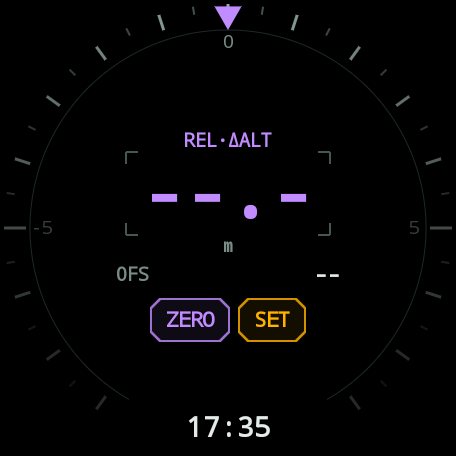 0
REL·ΔALT
-5 --.- 5
m
OFS --
ZERO SET
17:35